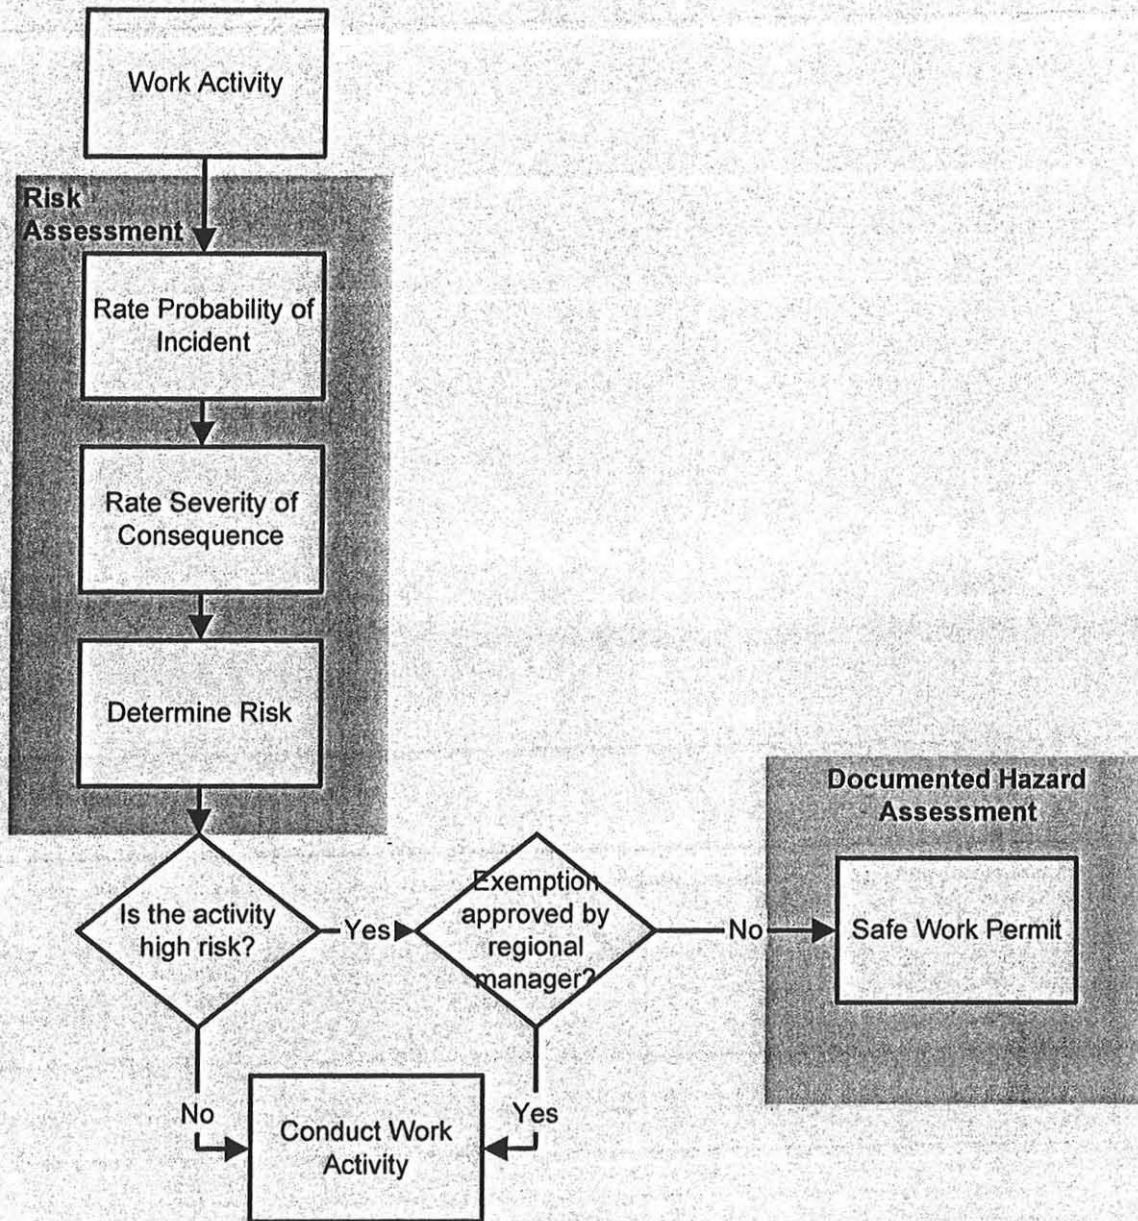 Work Activity
Risk
Assessment
Rate Probability of
Incident
Rate Severity of
Consequence
Determine Risk
Is the activity
high risk?
Yes
Exemption
approved by
regional
manager?
No
Documented Hazard
Assessment
Safe Work Permit
No
Yes
Conduct Work
Activity